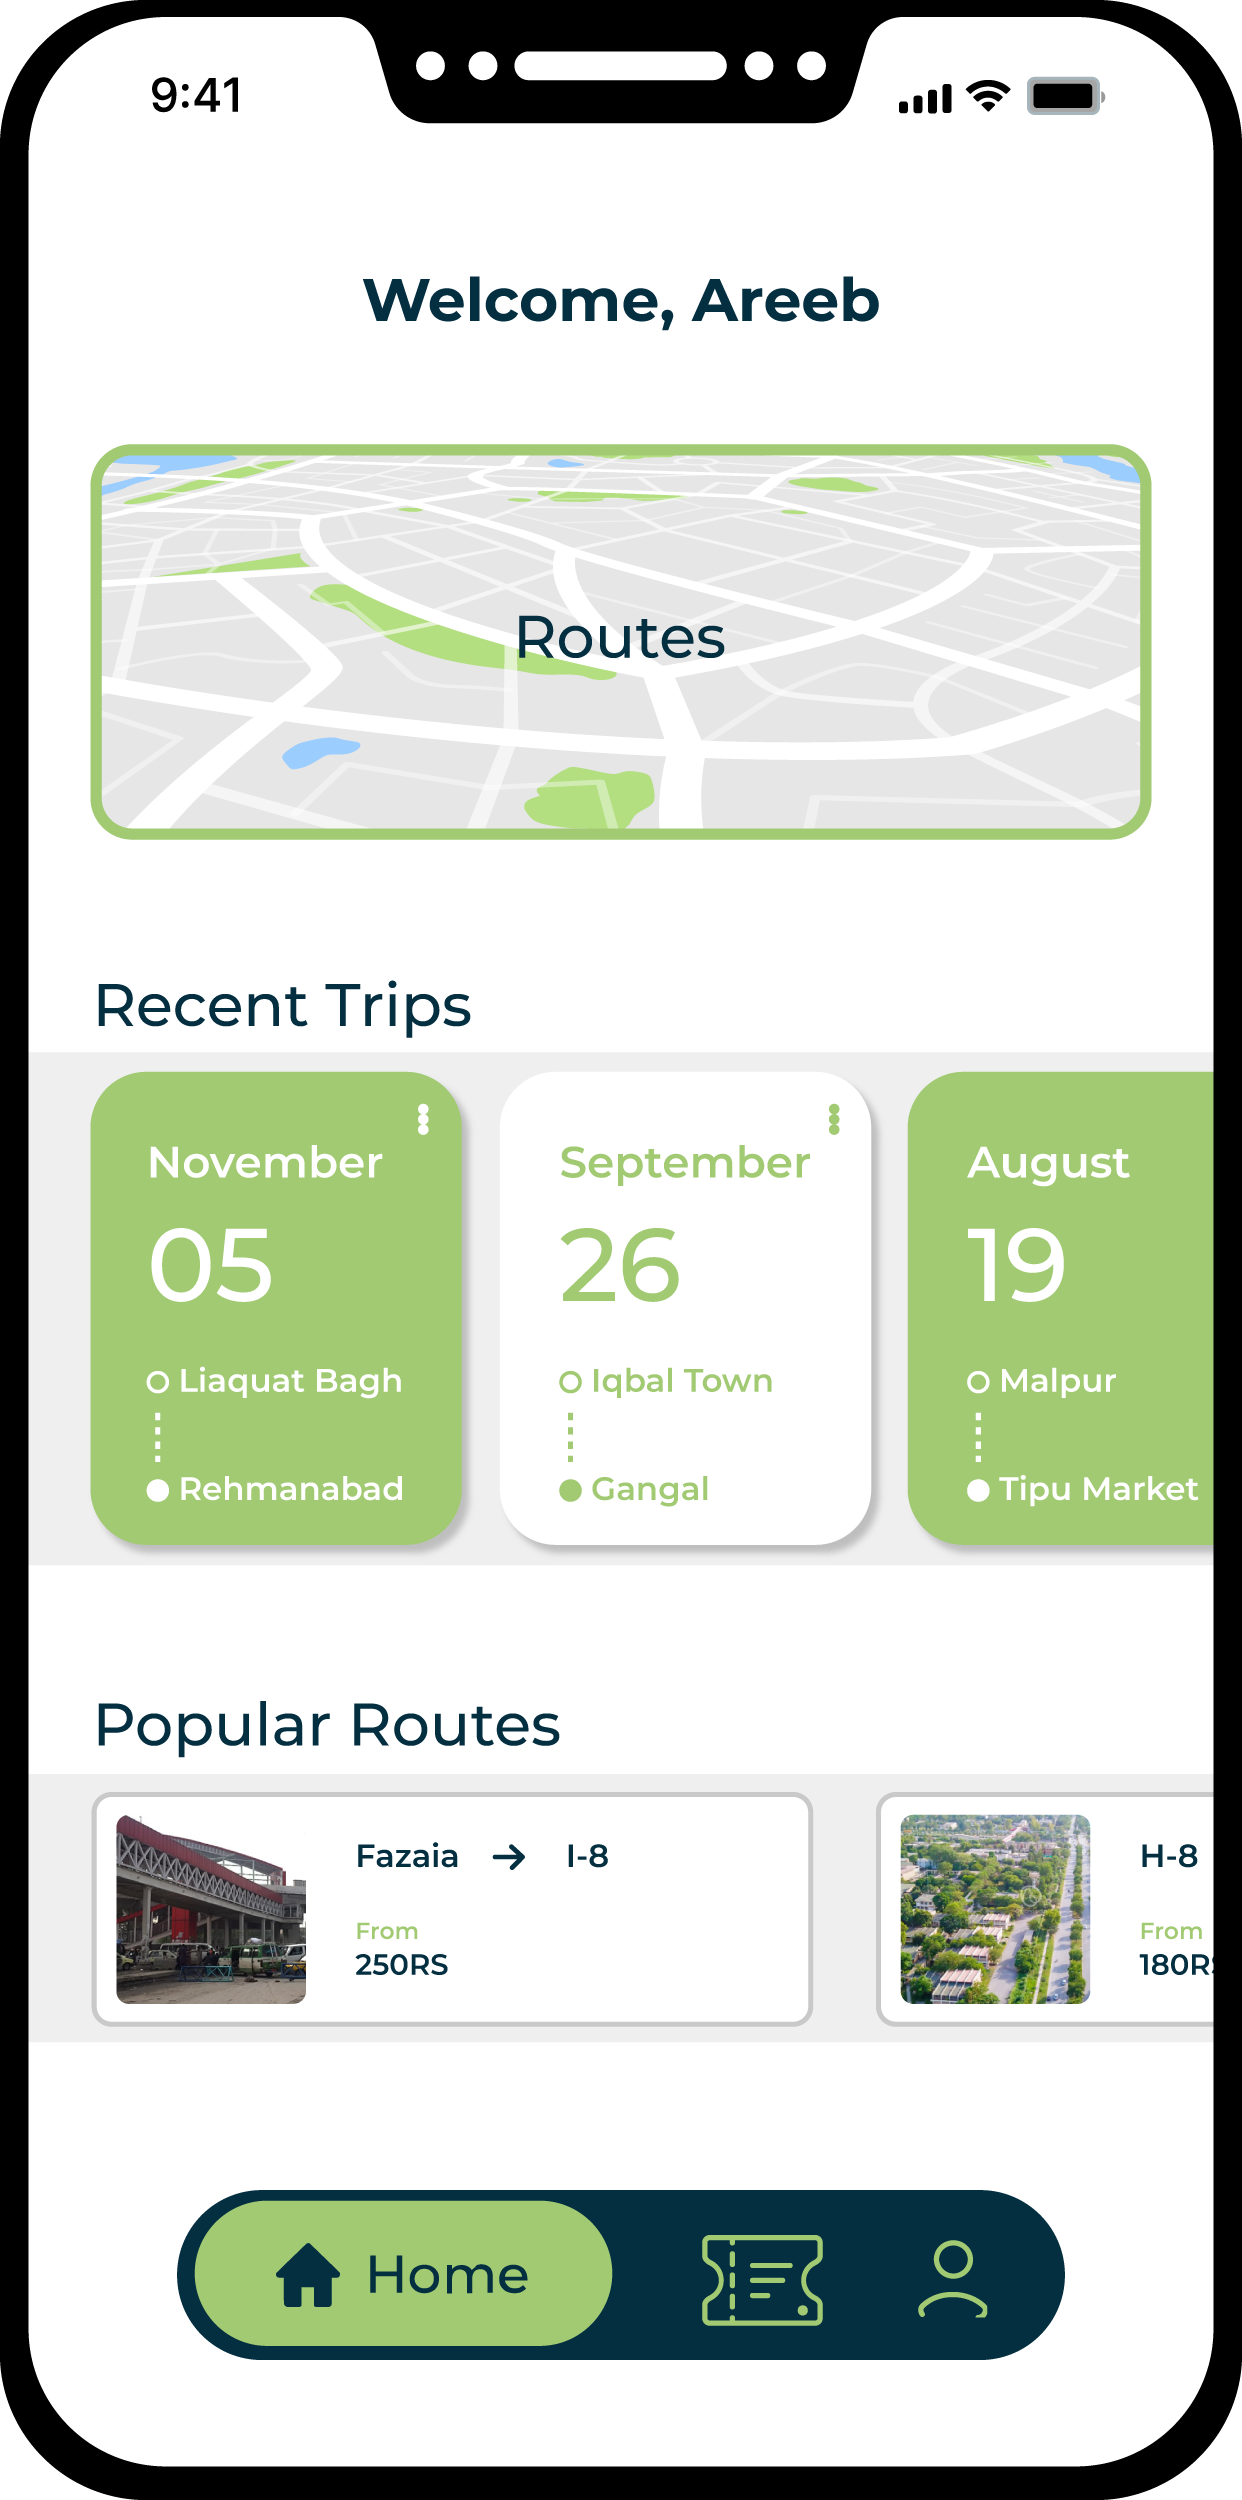 9:41
Welcome, Areeb
Routes
Recent Trips
November
05
Liaquat Bagh
Rehmanabad
September
26
Iqbal Town
Gangal
August
19
Malpur
Tipu Market
Popular Routes
Fazaia → I-8
From
250RS
H-8
From
180R
Home